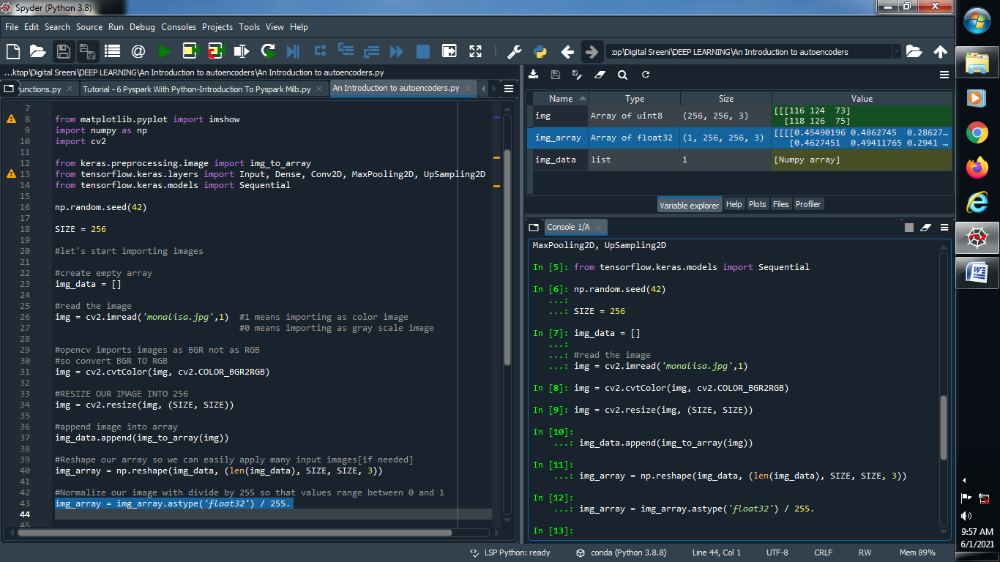 Spyder (Python 3.8)
File Edit Search Source Run Debug Consoles Projects Tools View Help
:op\Digital Sreeni\DEEP LEARNING\An Introduction to autoencoders
...ktop\Digital Sreeni\DEEP LEARNING\An Introduction to autoencoders\An Introduction to autoencoders.py
unctions.py Tutorial - 6 Pyspark With Python-Introduction To Pyspark Milb.py An Introduction to autoencoders.py
7
8 from matplotlib.pyplot import imshow
9 import numpy as np
10 import cv2
11
12 from keras.preprocessing.image import img_to_array
13 from tensorflow.keras.layers import Input, Dense, Conv2D, MaxPooling2D, UpSampling2D
14 from tensorflow.keras.models import Sequential
15
16 np.random.seed(42)
17
18 SIZE = 256
19
20 #let's start importing images
21
22 #create empty array
23 img_data = []
24
25 #read the image
26 img = cv2.imread('monalisa.jpg',1) #1 means importing as color image
27 #0 means importing as gray scale image
28
29 #opencv imports images as BGR not as RGB
30 #so convert BGR TO RGB
31 img = cv2.cvtColor(img, cv2.COLOR_BGR2RGB)
32
33 #RESIZE OUR IMAGE INTO 256
34 img = cv2.resize(img, (SIZE, SIZE))
35
36 #append image into array
37 img_data.append(img_to_array(img))
38
39 #Reshape our array so we can easily apply many input images[if needed]
40 img_array = np.reshape(img_data, (len(img_data), SIZE, SIZE, 3))
41
42 #Normalize our image with divide by 255 so that values range between 0 and 1
43 img_array = img_array.astype('float32') / 255.
44
45
Name Type Size Value
img Array of uint8 (256, 256, 3) [[[116 124 73]
[118 126 75]
img_array Array of float32 (1, 256, 256, 3) [[[[0.45490196 0.4862745 0.28627...
[0.4627451 0.49411765 0.2941 ...
img_data list 1 [Numpy array]
Variable explorer Help Plots Files Profiler
Console 1/A
MaxPooling2D, UpSampling2D
In [5]: from tensorflow.keras.models import Sequential
In [6]: np.random.seed(42)
...:
...: SIZE = 256
In [7]: img_data = []
...:
...: #read the image
...: img = cv2.imread('monalisa.jpg',1)
In [8]: img = cv2.cvtColor(img, cv2.COLOR_BGR2RGB)
In [9]: img = cv2.resize(img, (SIZE, SIZE))
In [10]:
...: img_data.append(img_to_array(img))
In [11]:
...: img_array = np.reshape(img_data, (len(img_data), SIZE, SIZE, 3))
In [12]:
...: img_array = img_array.astype('float32') / 255.
In [13]:
LSP Python: ready conda (Python 3.8.8) Line 44, Col 1 UTF-8 CRLF RW Mem 89%
9:57 AM
6/1/2021